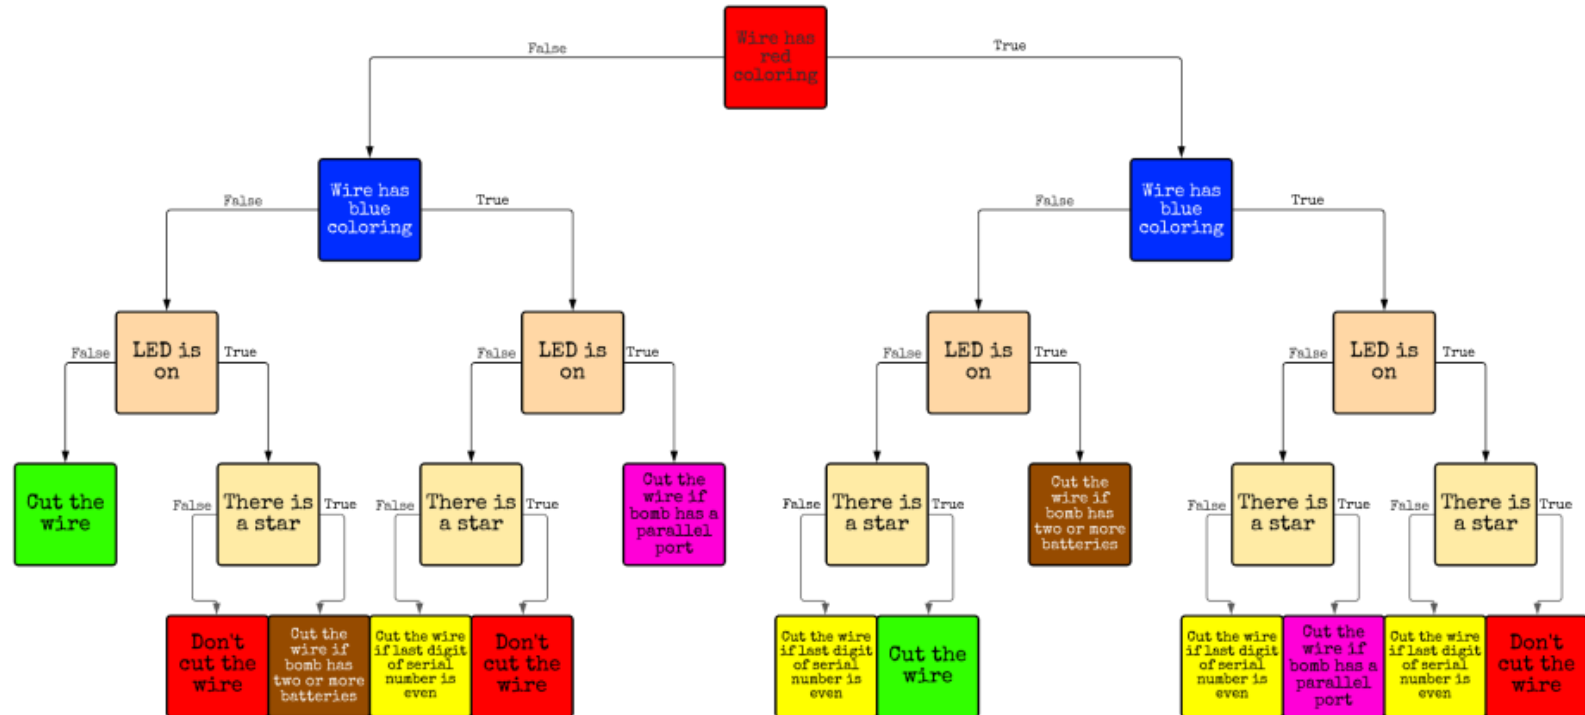 Wire has
red
coloring
False
True
Wire has
blue
coloring
False
True
Wire has
blue
coloring
False
True
LED is
on
False
True
LED is
on
False
True
LED is
on
False
True
LED is
on
False
True
Cut the
wire
There is
a star
False
True
There is
a star
False
True
Cut the
wire if
bomb has a
parallel
port
There is
a star
False
True
Cut the
wire if
bomb has
two or more
batteries
There is
a star
False
True
There is
a star
False
True
Don't
cut the
wire
Cut the
wire if
bomb has
two or more
batteries
Cut the wire
if last digit
of serial
number is
even
Don't
cut the
wire
Cut the wire
if last digit
of serial
number is
even
Cut the
wire
Cut the wire
if last digit
of serial
number is
even
Cut the
wire if
bomb has a
parallel
port
Cut the wire
if last digit
of serial
number is
even
Don't
cut the
wire